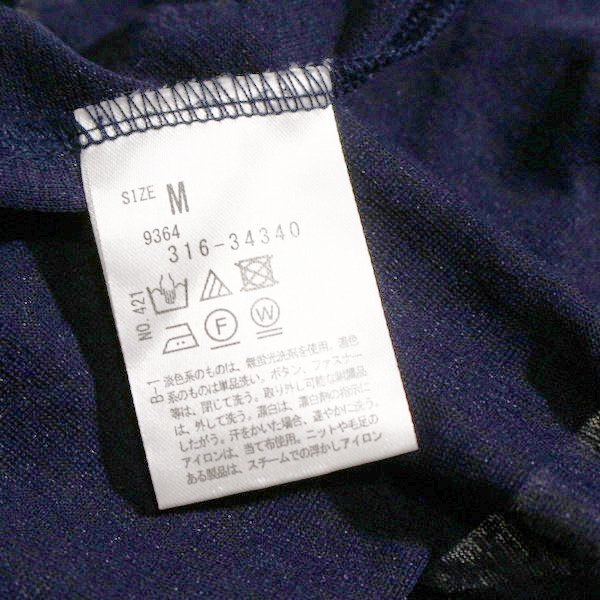 SIZE M
9364
316-34340
NO.421
F W
B-1 淡色系のものは、無蛍光洗剤を使用。濃色
系のものは単品洗い。ボタン、ファスナー
等は、閉じて洗う。取り外し可能な附属品
は、外して洗う。漂白は、漂白剤の指示に
したがう。汗をかいた場合、速やかに洗う。
アイロンは、当て布使用。ニットや毛足の
ある製品は、スチームでの浮かしアイロン